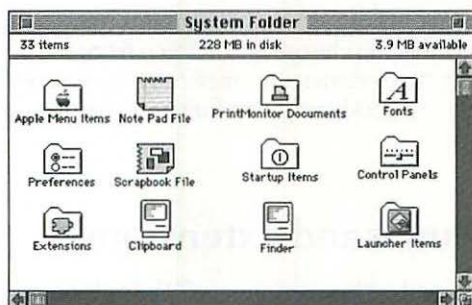 System Folder
33 items 228 MB in disk 3.9 MB available
Apple Menu Items Note Pad File PrintMonitor Documents Fonts
Preferences Scrapbook File Startup Items Control Panels
Extensions Clipboard Finder Launcher Items